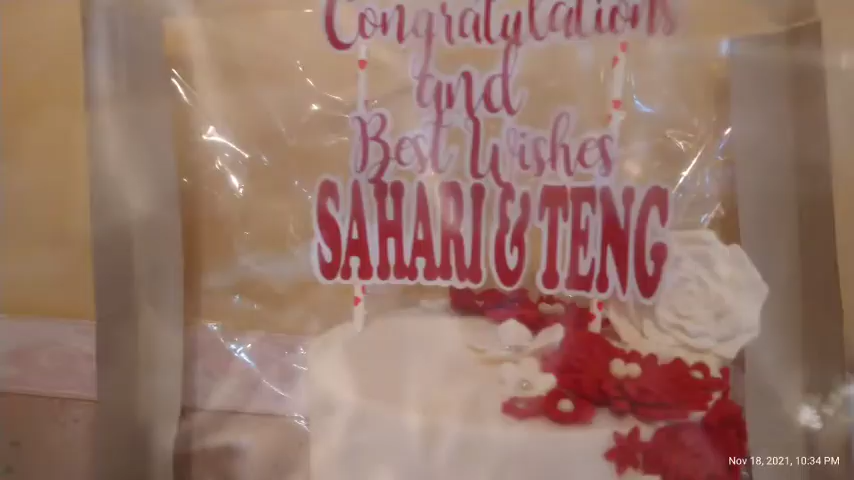 Congratulations
and
Best Wishes
SAHARI & TENG
Nov 18, 2021, 10:34 PM